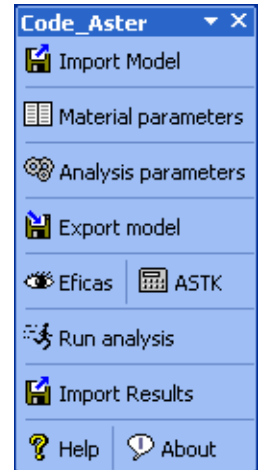 Code_Aster
Import Model
Material parameters
Analysis parameters
Export model
Eficas ASTK
Run analysis
Import Results
Help About